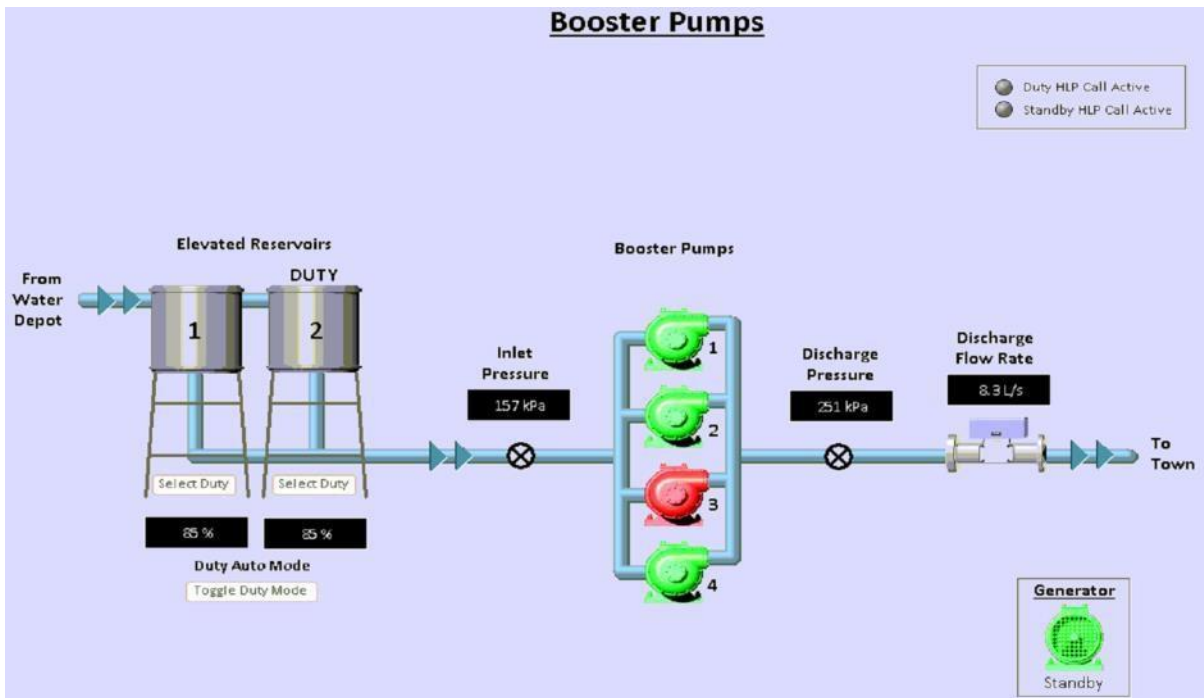 Booster Pumps
Duty HLP Call Active
Standby HLP Call Active
Elevated Reservoirs
Booster Pumps
From
Water
Depot
DUTY
1
2
Inlet
Pressure
157 kPa
1
2
3
4
Discharge
Pressure
251 kPa
Discharge
Flow Rate
8.3 L/s
To
Town
Select Duty
Select Duty
85 %
85 %
Duty Auto Mode
Toggle Duty Mode
Generator
Standby